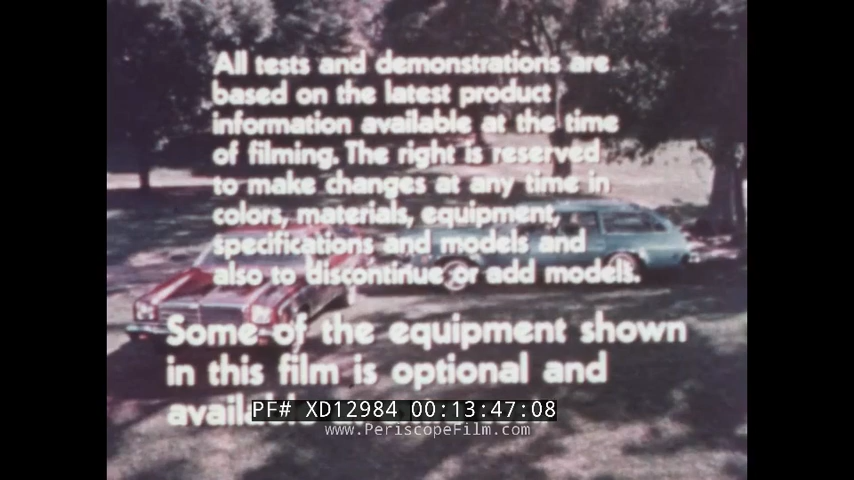 All tests and demonstrations are
based on the latest product
information available at the time
of filming. The right is reserved
to make changes at any time in
colors, materials, equipment,
specifications and models and
also to discontinue or add models.
Some of the equipment shown
in this film is optional and
PF# XD12984 00:13:47:08
www.PeriscopeFilm.com